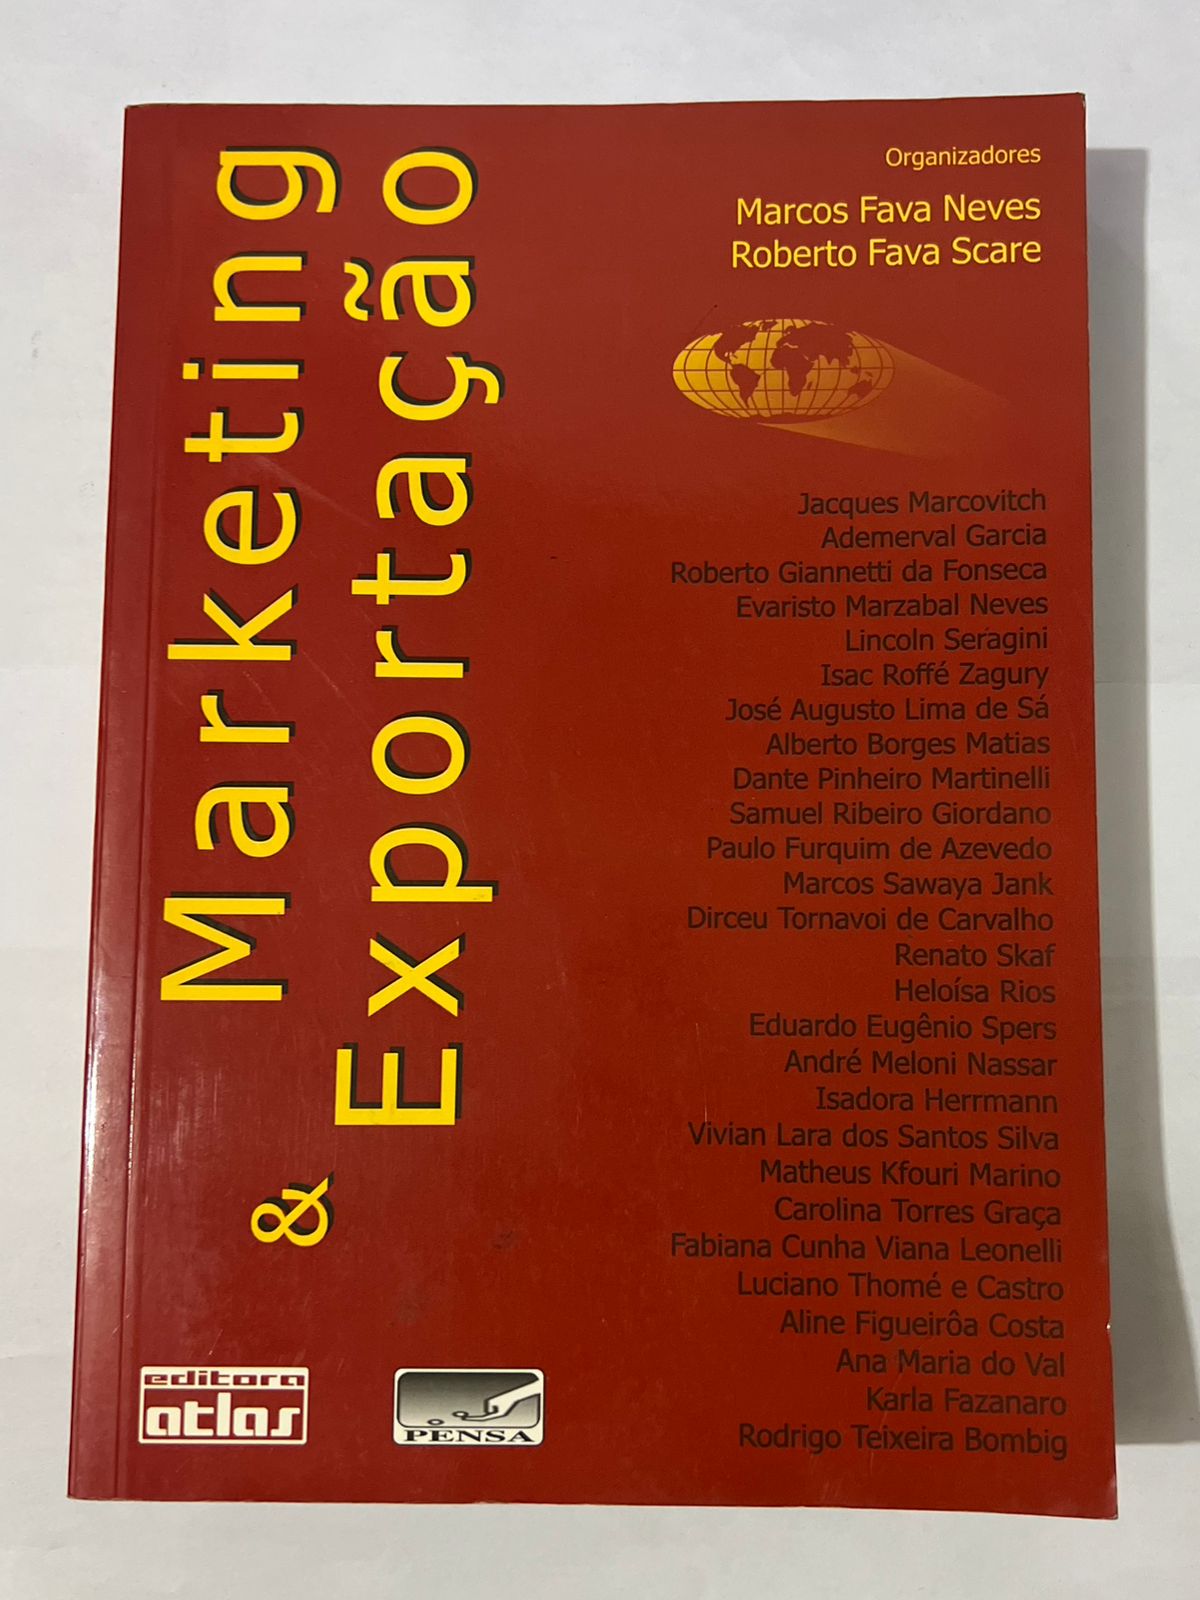 Marketing
& Exportação
Organizadores
Marcos Fava Neves
Roberto Fava Scare
Jacques Marcovitch
Ademerval Garcia
Roberto Giannetti da Fonseca
Evaristo Marzabal Neves
Lincoln Seragini
Isac Roffé Zagury
José Augusto Lima de Sá
Alberto Borges Matias
Dante Pinheiro Martinelli
Samuel Ribeiro Giordano
Paulo Furquim de Azevedo
Marcos Sawaya Jank
Dirceu Tornavoi de Carvalho
Renato Skaf
Heloísa Rios
Eduardo Eugênio Spers
André Meloni Nassar
Isadora Herrmann
Vivian Lara dos Santos Silva
Matheus Kfouri Marino
Carolina Torres Graça
Fabiana Cunha Viana Leonelli
Luciano Thomé e Castro
Aline Figueirôa Costa
Ana Maria do Val
Karla Fazanaro
Rodrigo Teixeira Bombig
editora
atlas
PENSA